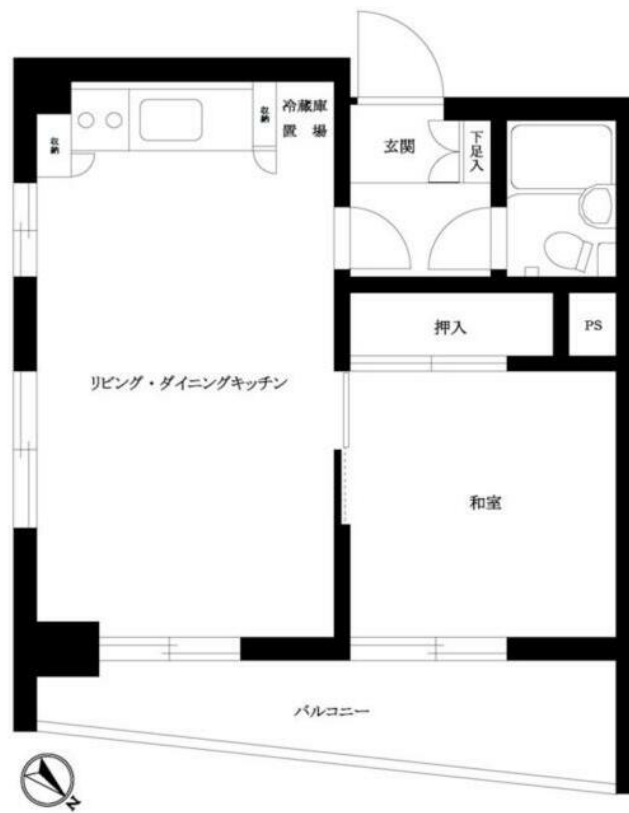 収納
収納
冷蔵庫
置場
玄関
下足入
押入
PS
リビング・ダイニングキッチン
和室
バルコニー
N